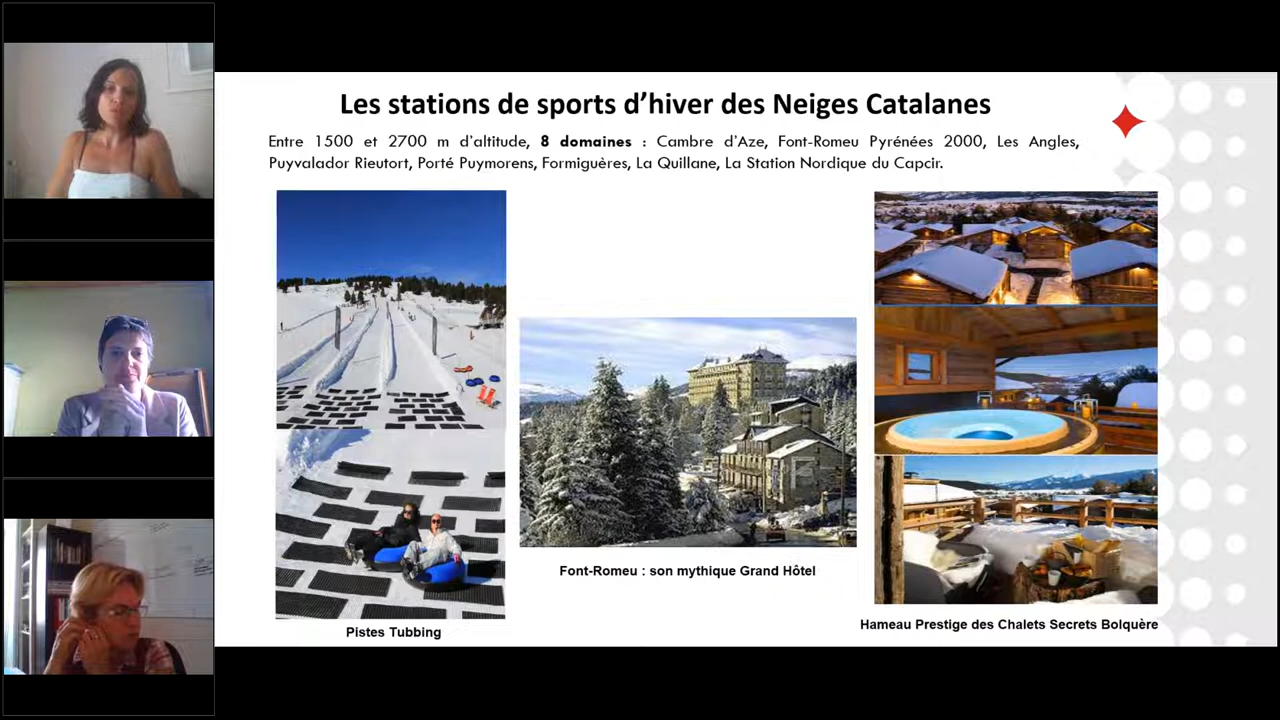 Les stations de sports d’hiver des Neiges Catalanes
Entre 1500 et 2700 m d’altitude, 8 domaines : Cambre d’Aze, Font-Romeu Pyrénées 2000, Les Angles,
Puyvalador Rieutort, Porté Puymorens, Formiguères, La Quillane, La Station Nordique du Capcir.
Font-Romeu : son mythique Grand Hôtel
Hameau Prestige des Chalets Secrets Bolquère
Pistes Tubbing